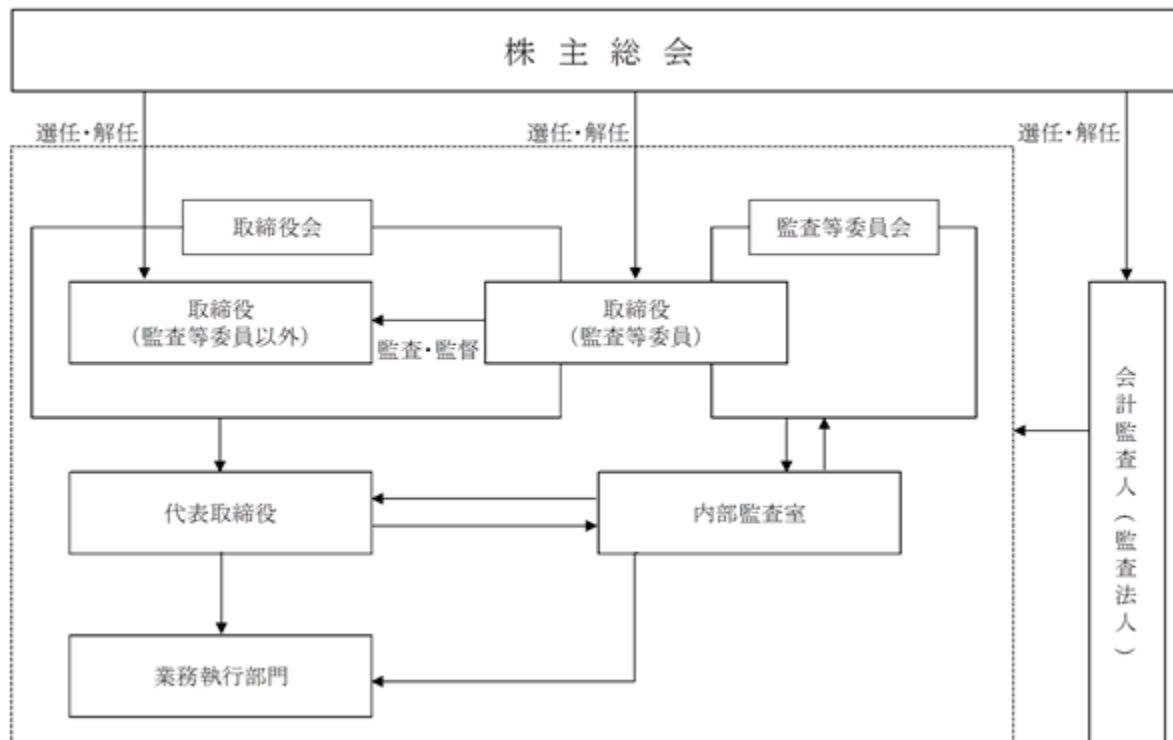 株主総会
選任・解任
選任・解任
選任・解任
取締役会
監査等委員会
取締役
（監査等委員以外）
取締役
（監査等委員）
監査・監督
代表取締役
内部監査室
業務執行部門
会計監査人（監査法人）